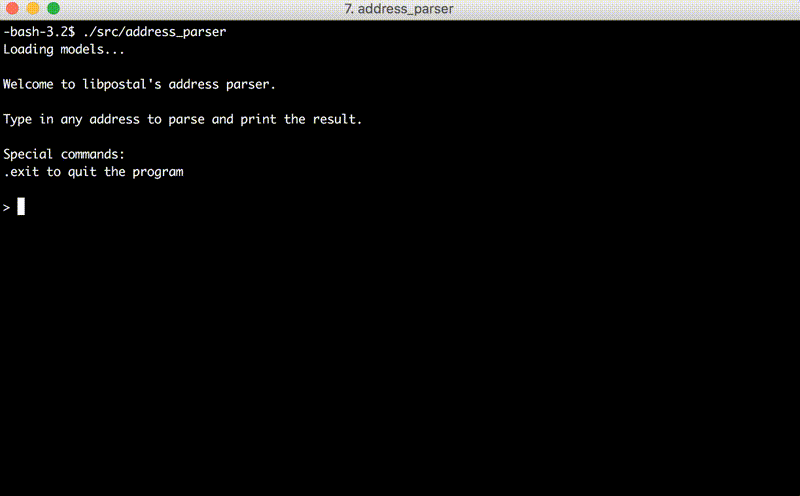 7. address_parser
-bash-3.2$ ./src/address_parser
Loading models...
Welcome to libpostal's address parser.
Type in any address to parse and print the result.
Special commands:
.exit to quit the program
>